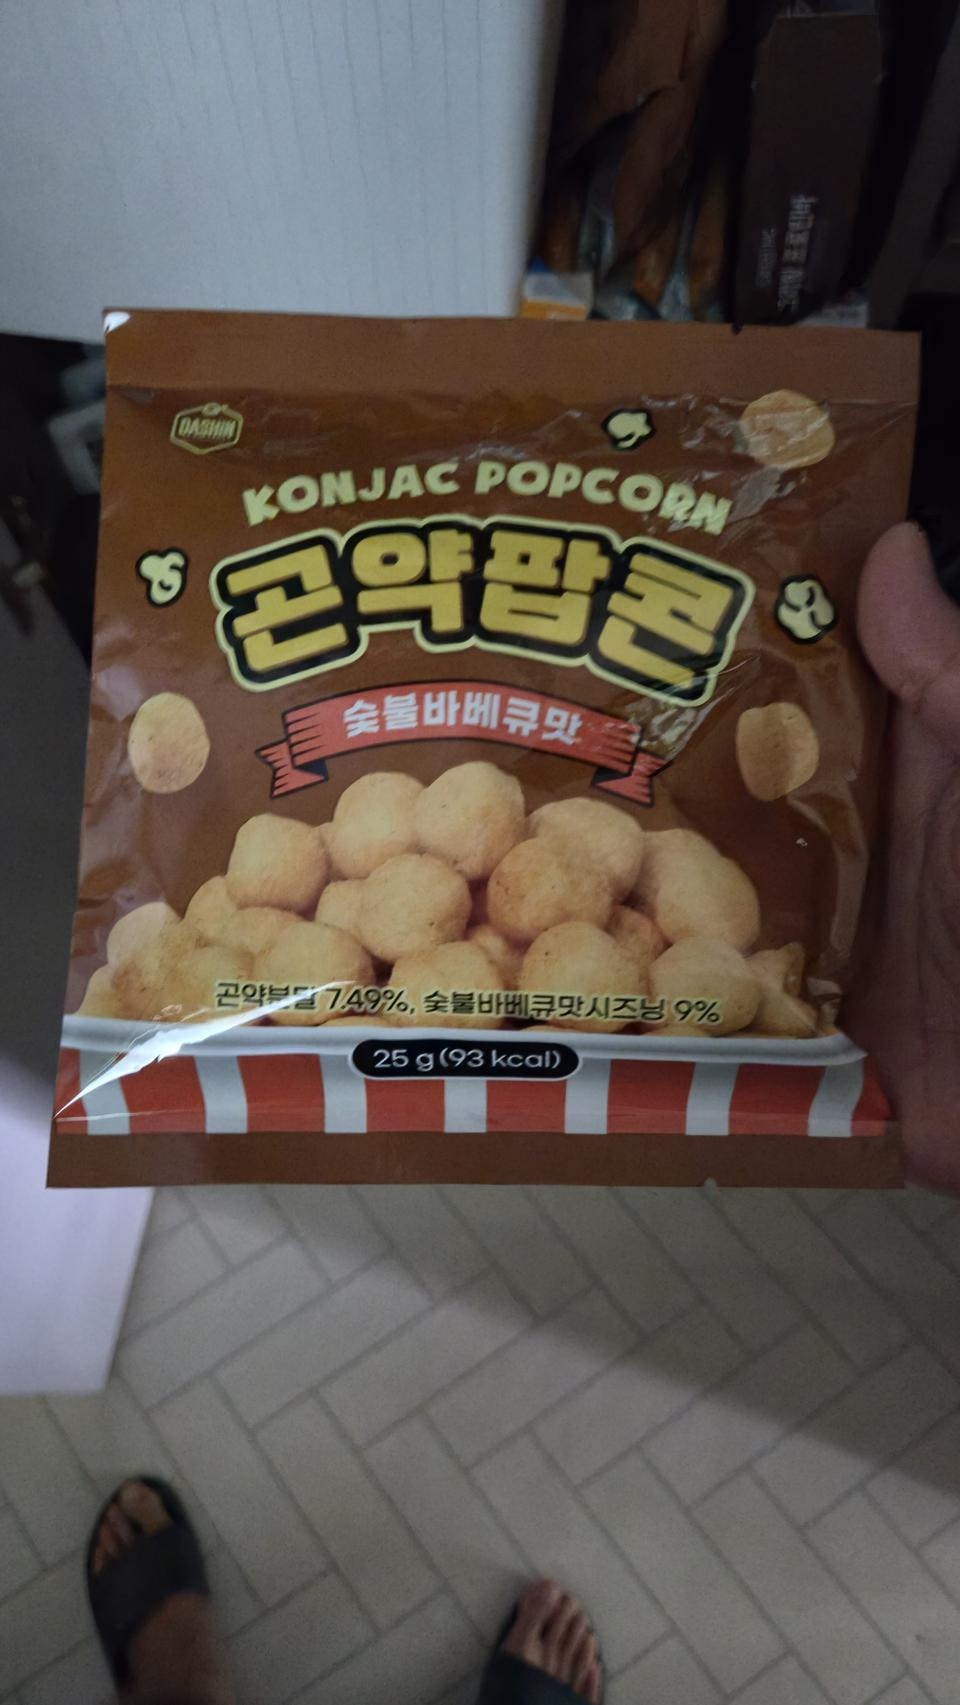 DASHIN
KONJAC POPCORN
곤약팝콘
숯불바베큐맛
곤약분말 7.49%, 숯불바베큐맛시즈닝 9%
25 g (93 kcal)